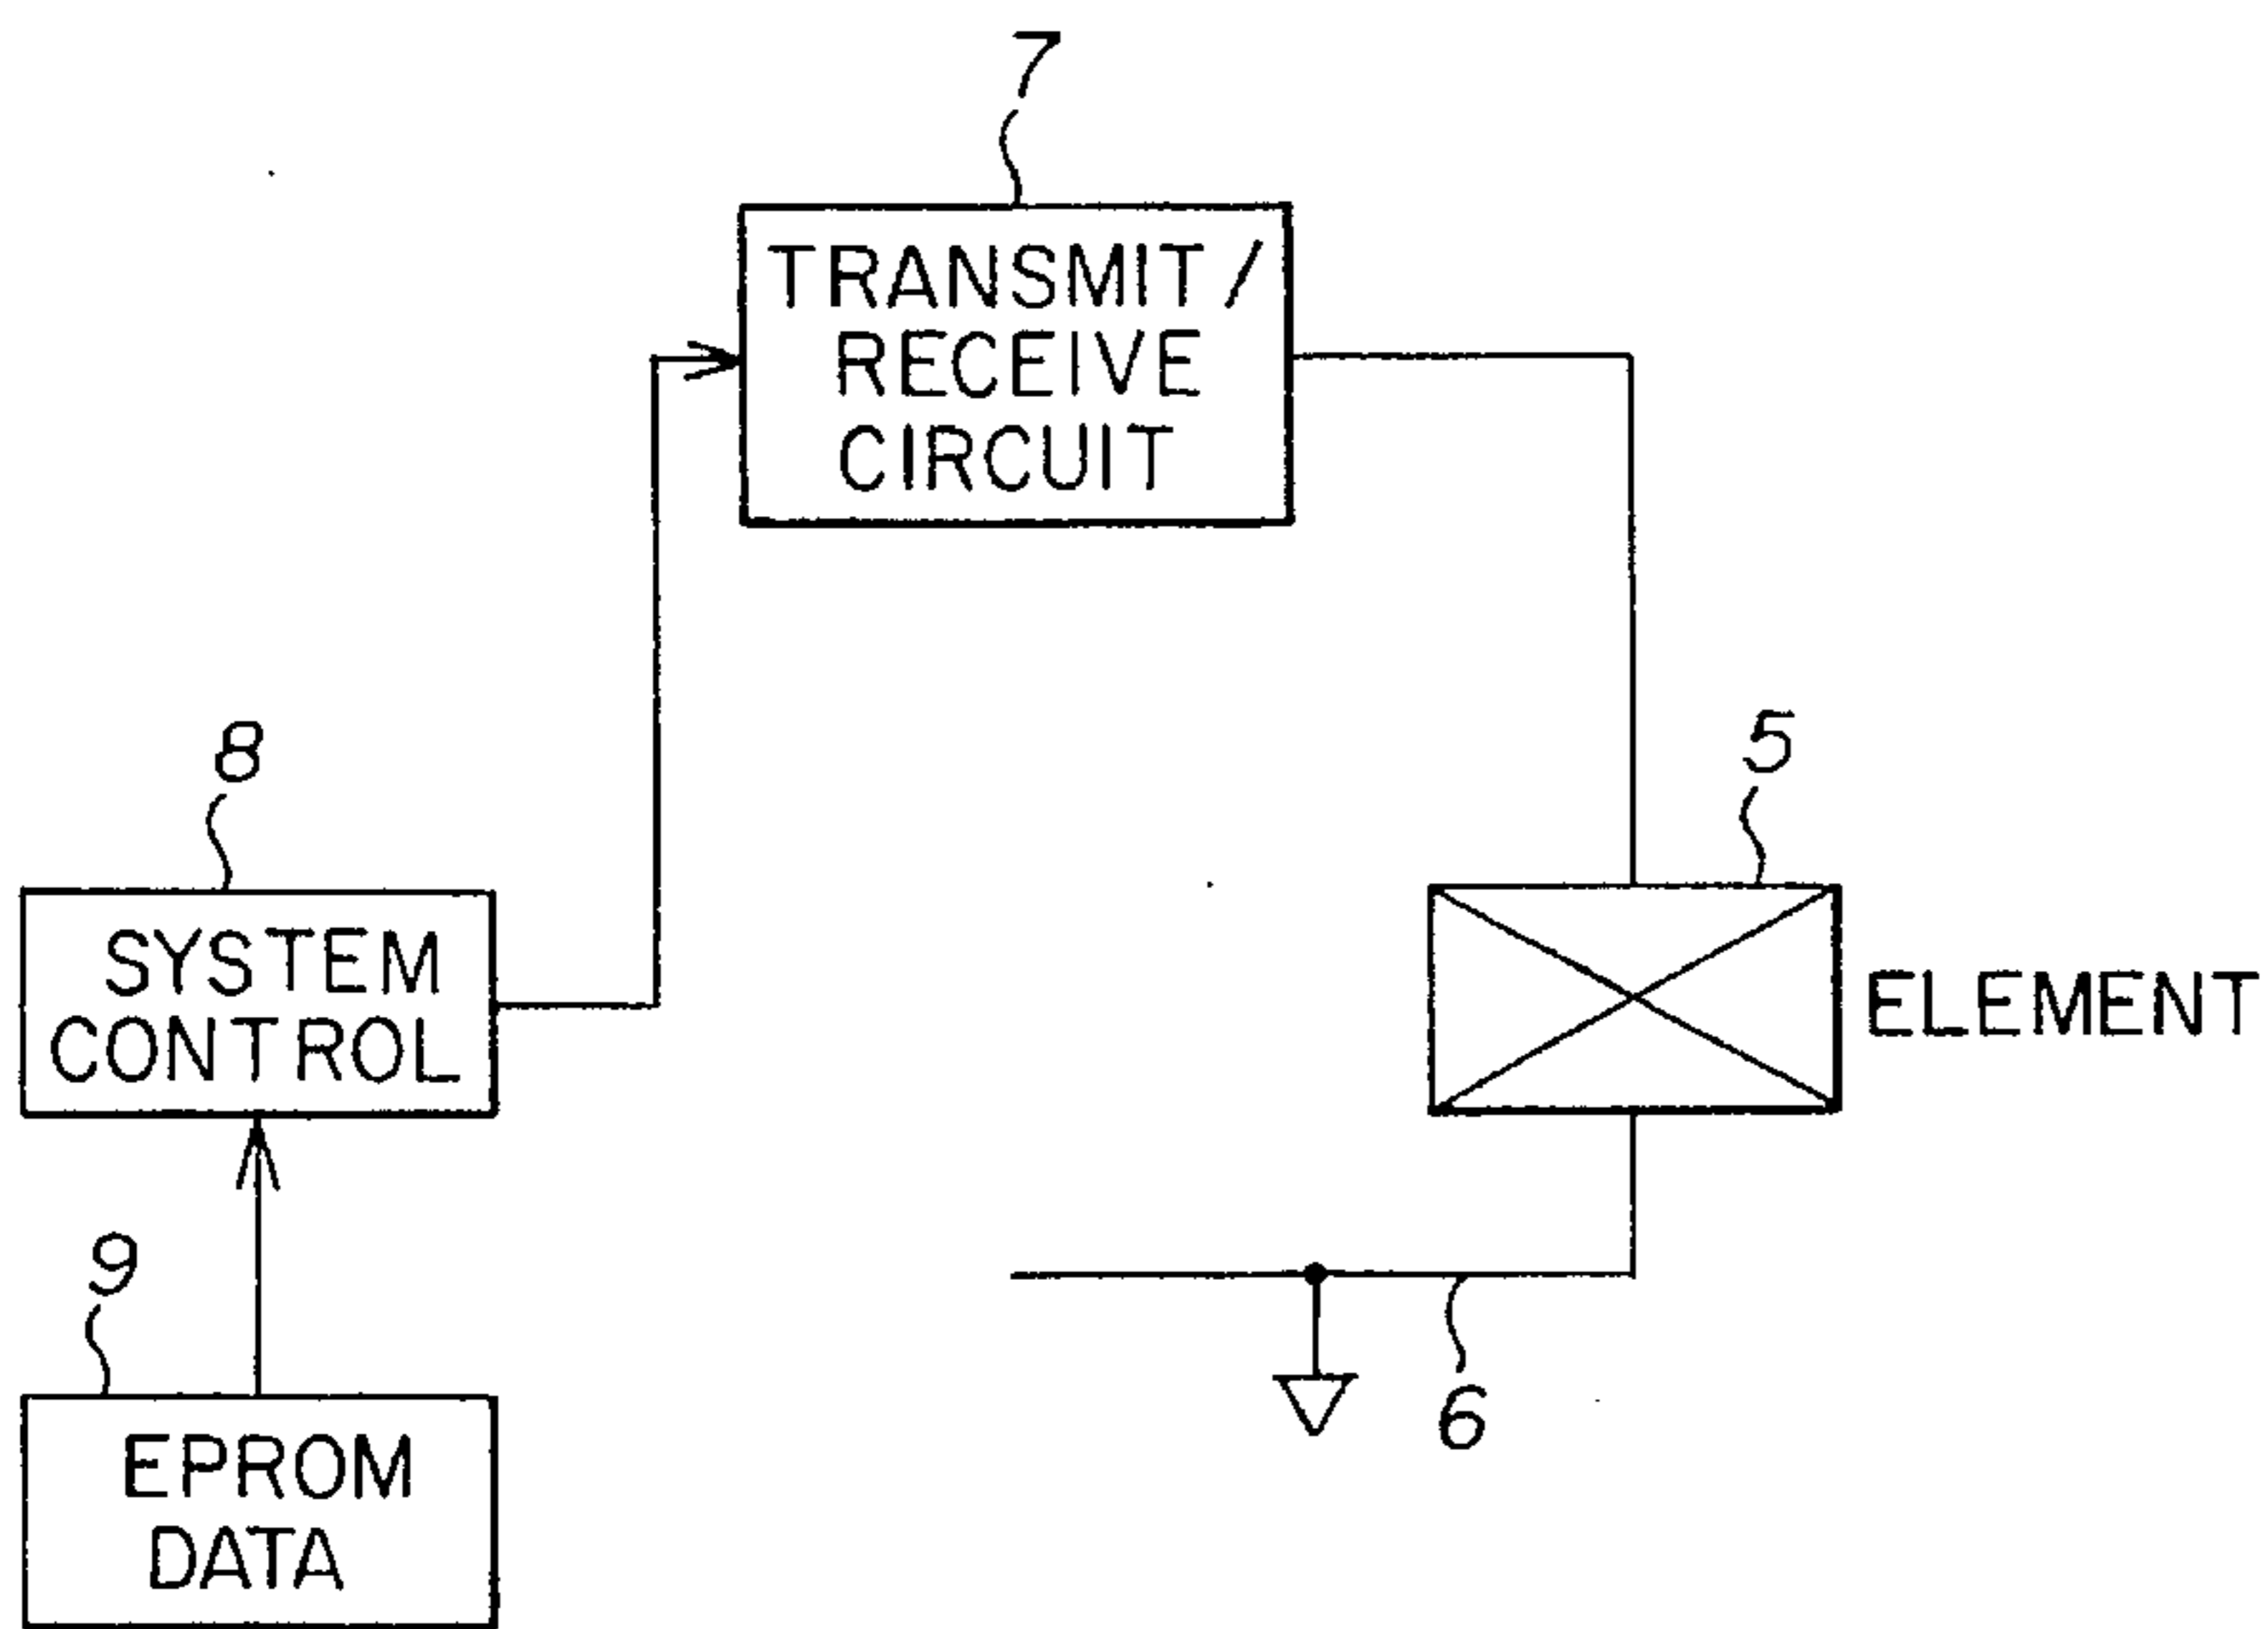 7
TRANSMIT/
RECEIVE
CIRCUIT
8
SYSTEM
CONTROL
5
ELEMENT
9
EPROM
DATA
6